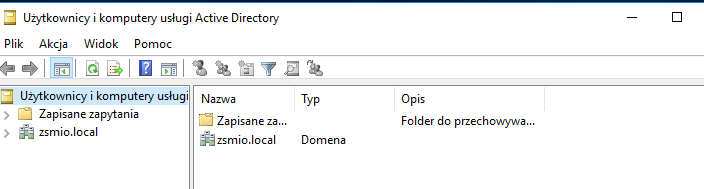 Użytkownicy i komputery usługi Active Directory
Plik Akcja Widok Pomoc
Użytkownicy i komputery usługi
Zapisane zapytania
zsmio.local
Nazwa Typ Opis
Zapisane za... Folder do przechowywa...
zsmio.local Domena